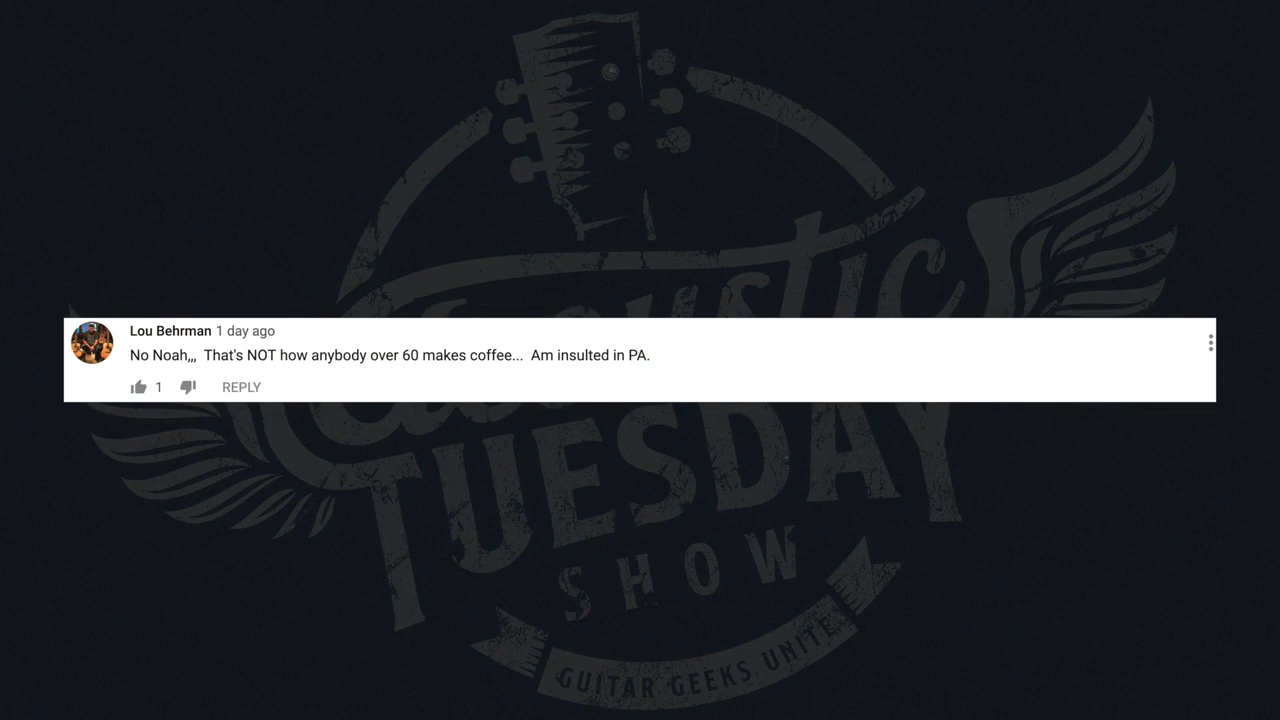 ACOUSTIC
Lou Behrman 1 day ago
No Noah,,, That's NOT how anybody over 60 makes coffee... Am insulted in PA.
1 REPLY
TUESDAY
SHOW
GUITAR GEEKS UNITE